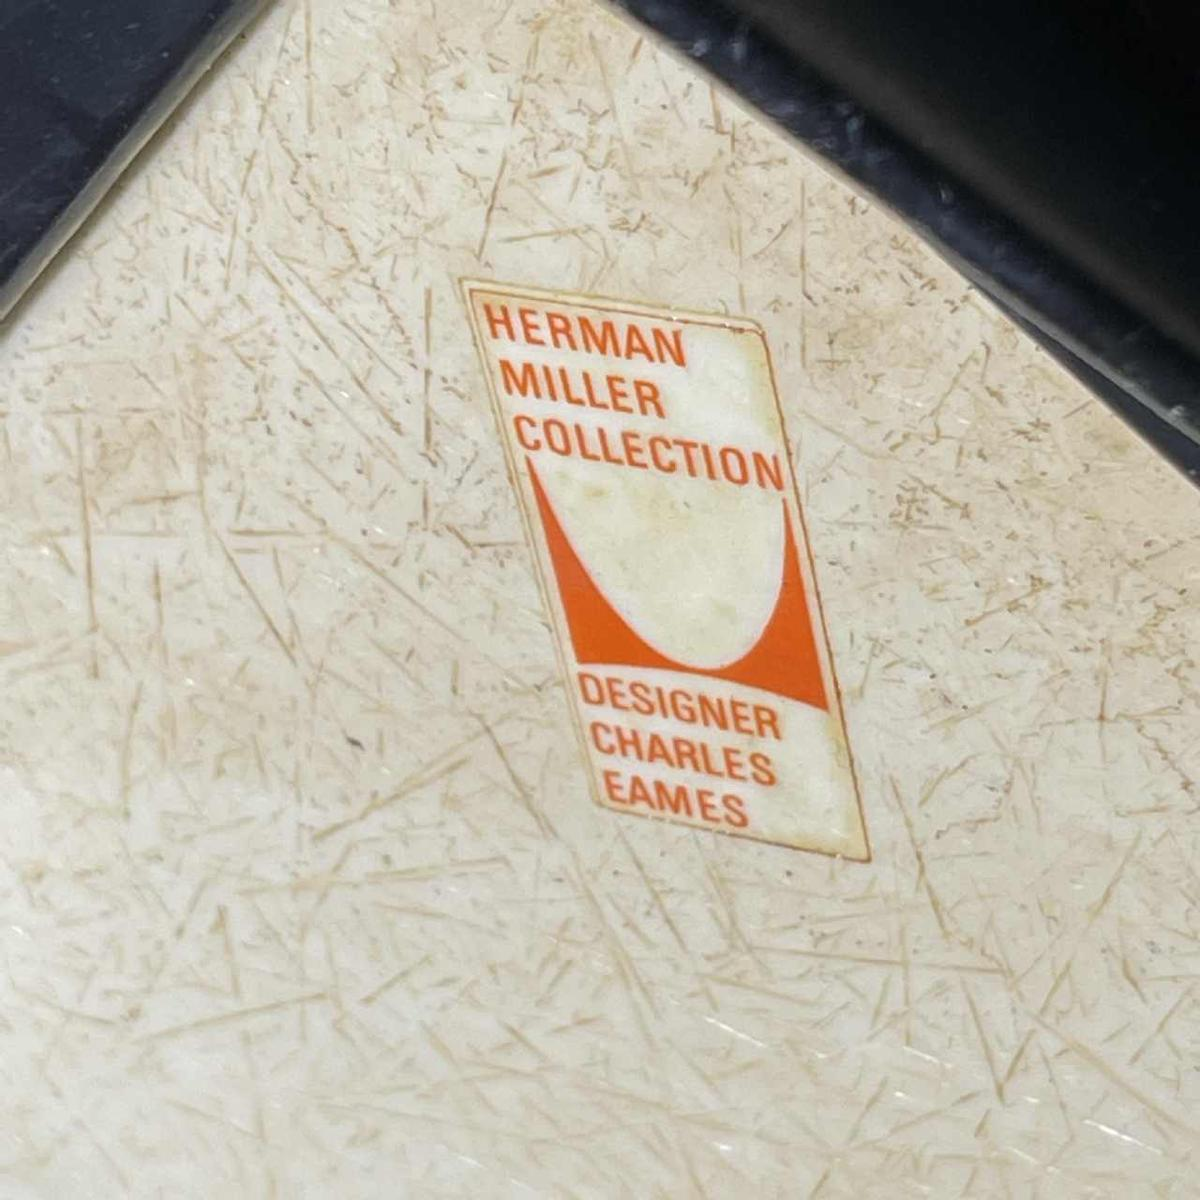 HERMAN
MILLER
COLLECTION
DESIGNER
CHARLES
EAMES